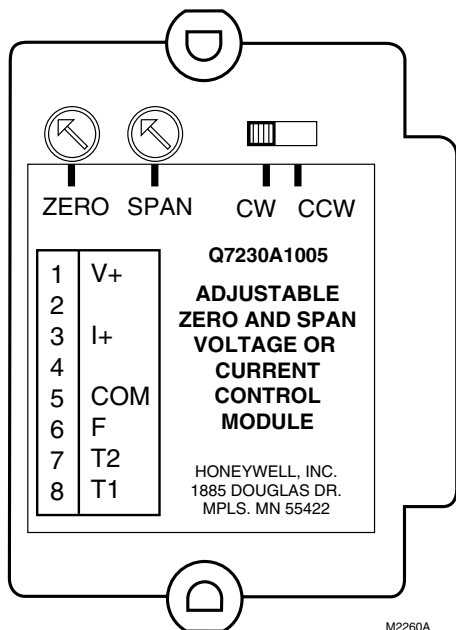 ZERO SPAN CW CCW
1 V+
2
3 I+
4
5 COM
6 F
7 T2
8 T1
Q7230A1005
ADJUSTABLE
ZERO AND SPAN
VOLTAGE OR
CURRENT
CONTROL
MODULE
HONEYWELL, INC.
1885 DOUGLAS DR.
MPLS. MN 55422
M2260A